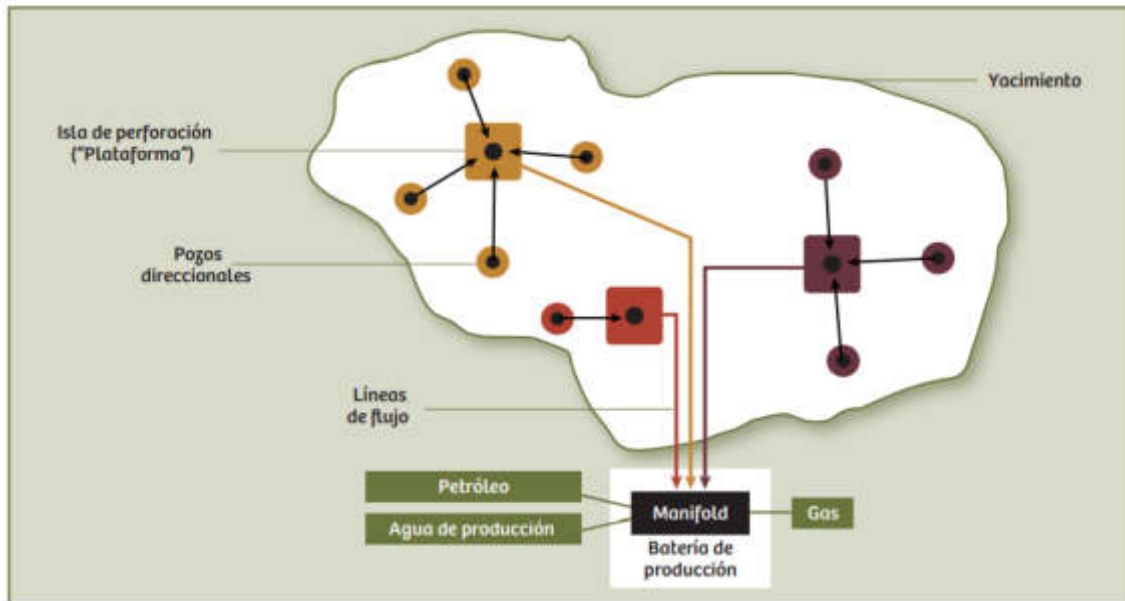 Yacimiento
Isla de perforación
("Plataforma")
Pozos
direccionales
Líneas
de flujo
Petróleo
Agua de producción
Manifold
Gas
Batería de
producción